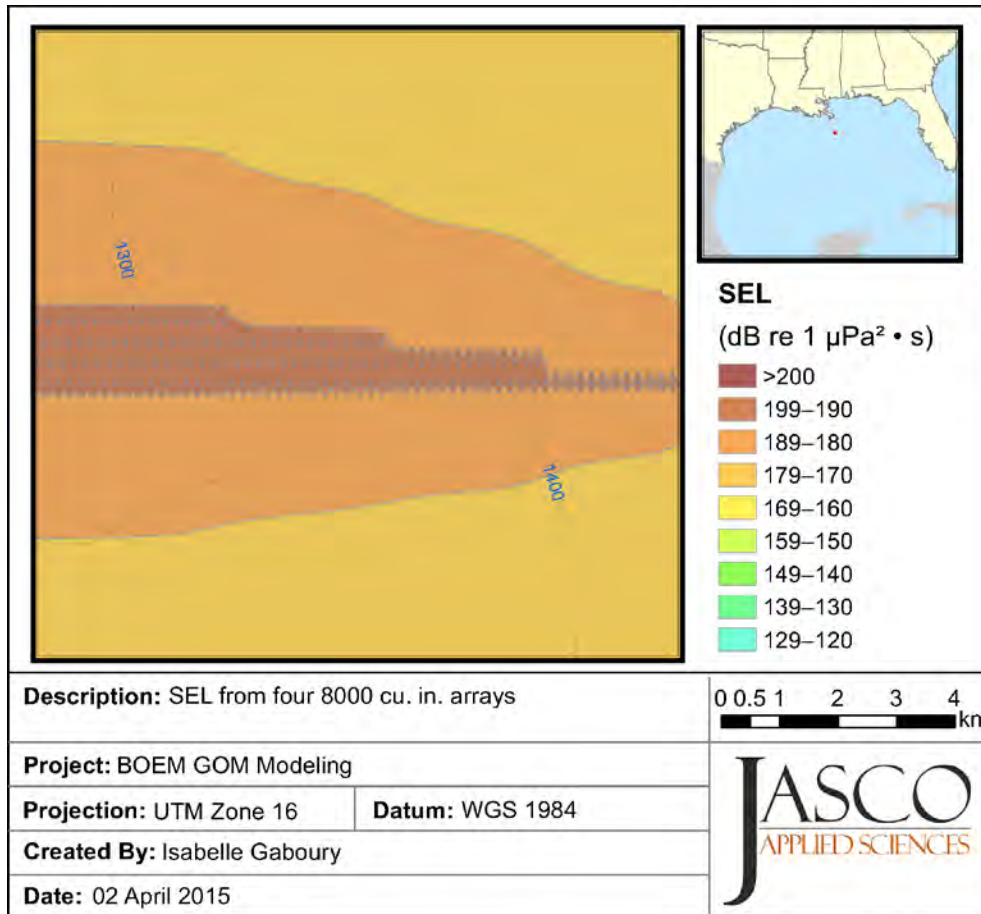 1300
1400
SEL
(dB re 1 µPa² • s)
>200
199–190
189–180
179–170
169–160
159–150
149–140
139–130
129–120
Description: SEL from four 8000 cu. in. arrays
0 0.5 1 2 3 4
km
Project: BOEM GOM Modeling
Projection: UTM Zone 16 Datum: WGS 1984
Created By: Isabelle Gaboury
Date: 02 April 2015
JASCO
APPLIED SCIENCES